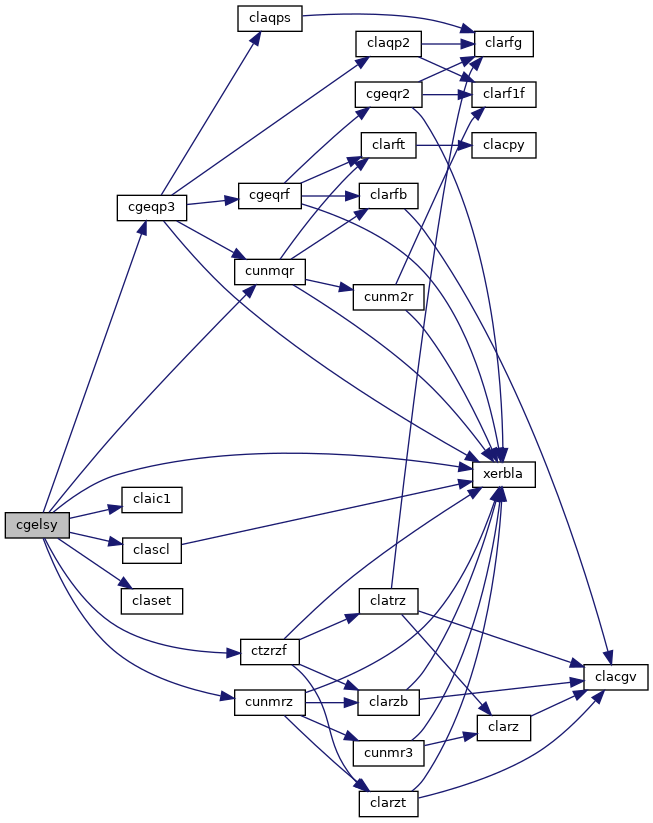 claqps
claqp2
clarfg
cgeqr2
clarf1f
clarft
clacpy
cgeqp3
cgeqrf
clarfb
cunmqr
cunm2r
xerbla
cgelsy
claic1
clascl
claset
clatrz
ctzrzf
clacgv
cunmrz
clarzb
clarz
cunmr3
clarzt